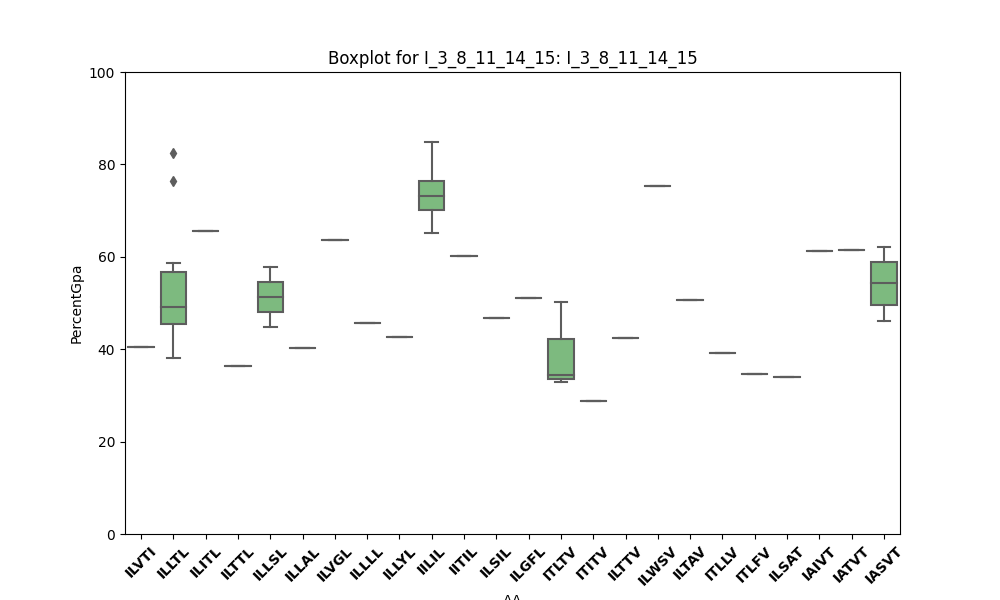 Boxplot for I_3_8_11_14_15: I_3_8_11_14_15
100
80
60
40
20
0
PercentGpa
ILVTI
ILLTL
ILITL
ILTTL
ILLSL
ILLAL
ILVGL
ILLLL
ILLYL
IILIL
IITIL
ILSIL
ILGFL
ITLTV
ITITV
ILTTV
ILWSV
ILTAV
ITLLV
ITLFV
ILSAT
IAIVT
IATVT
IASVT
AA